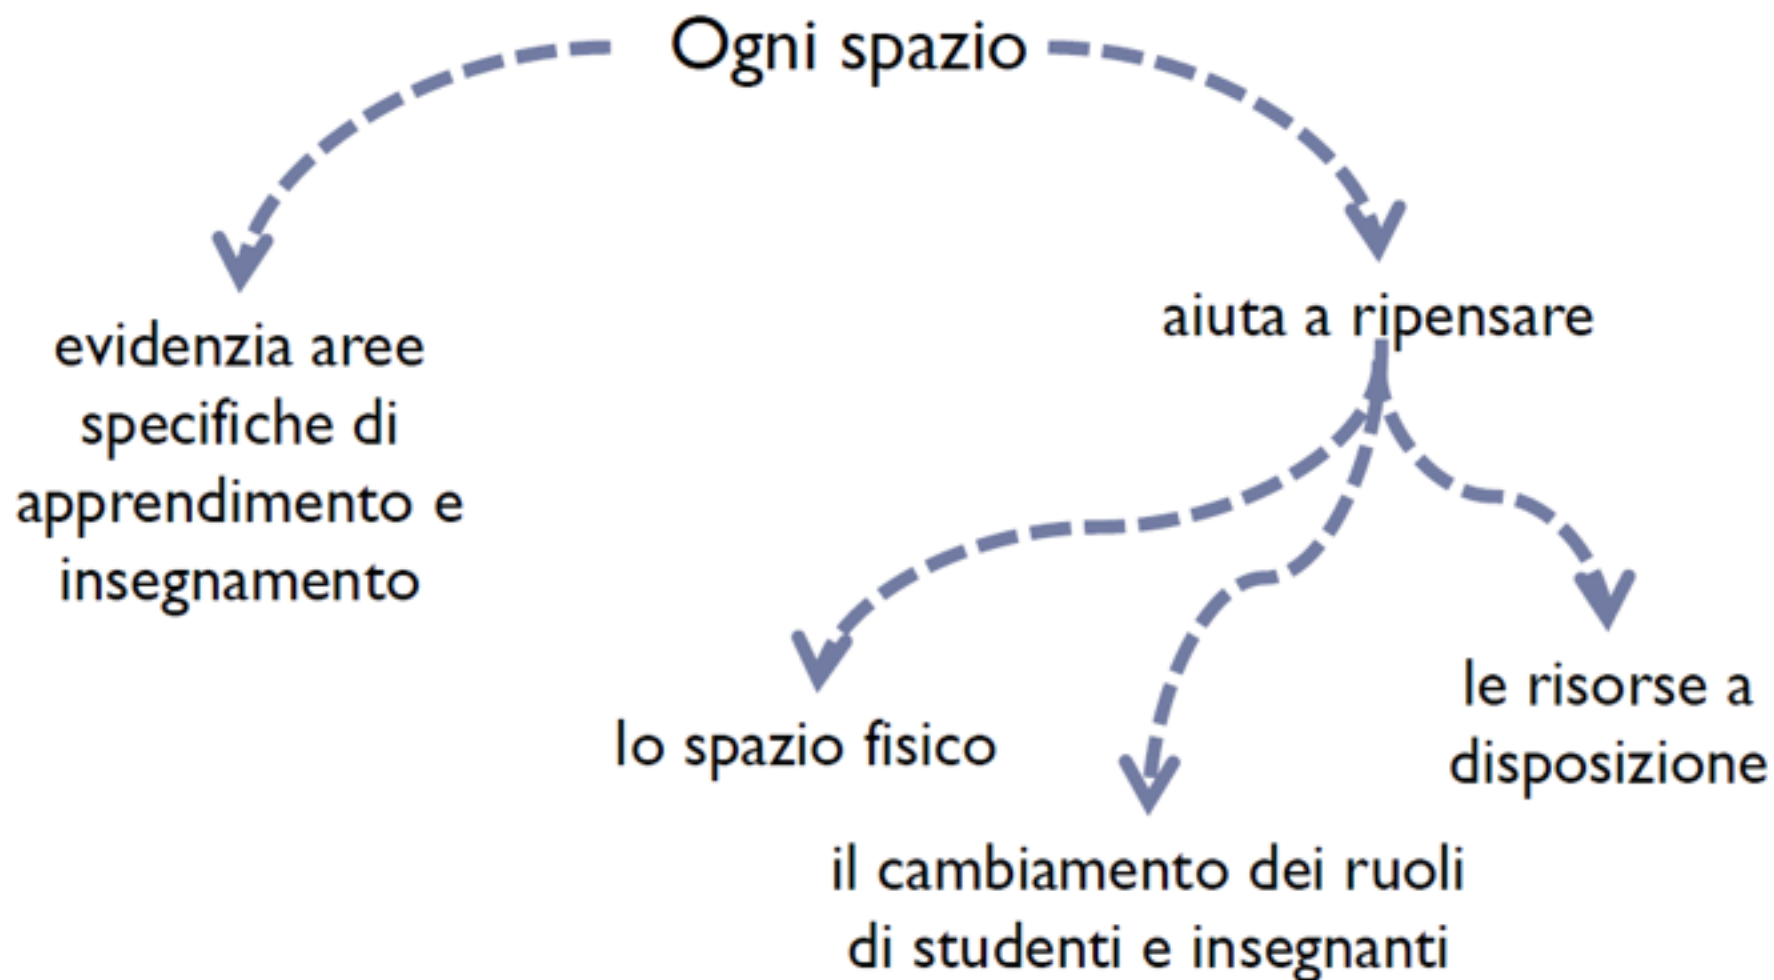 Ogni spazio
evidenzia aree
specifiche di
apprendimento e
insegnamento
aiuta a ripensare
lo spazio fisico
il cambiamento dei ruoli
di studenti e insegnanti
le risorse a
disposizione